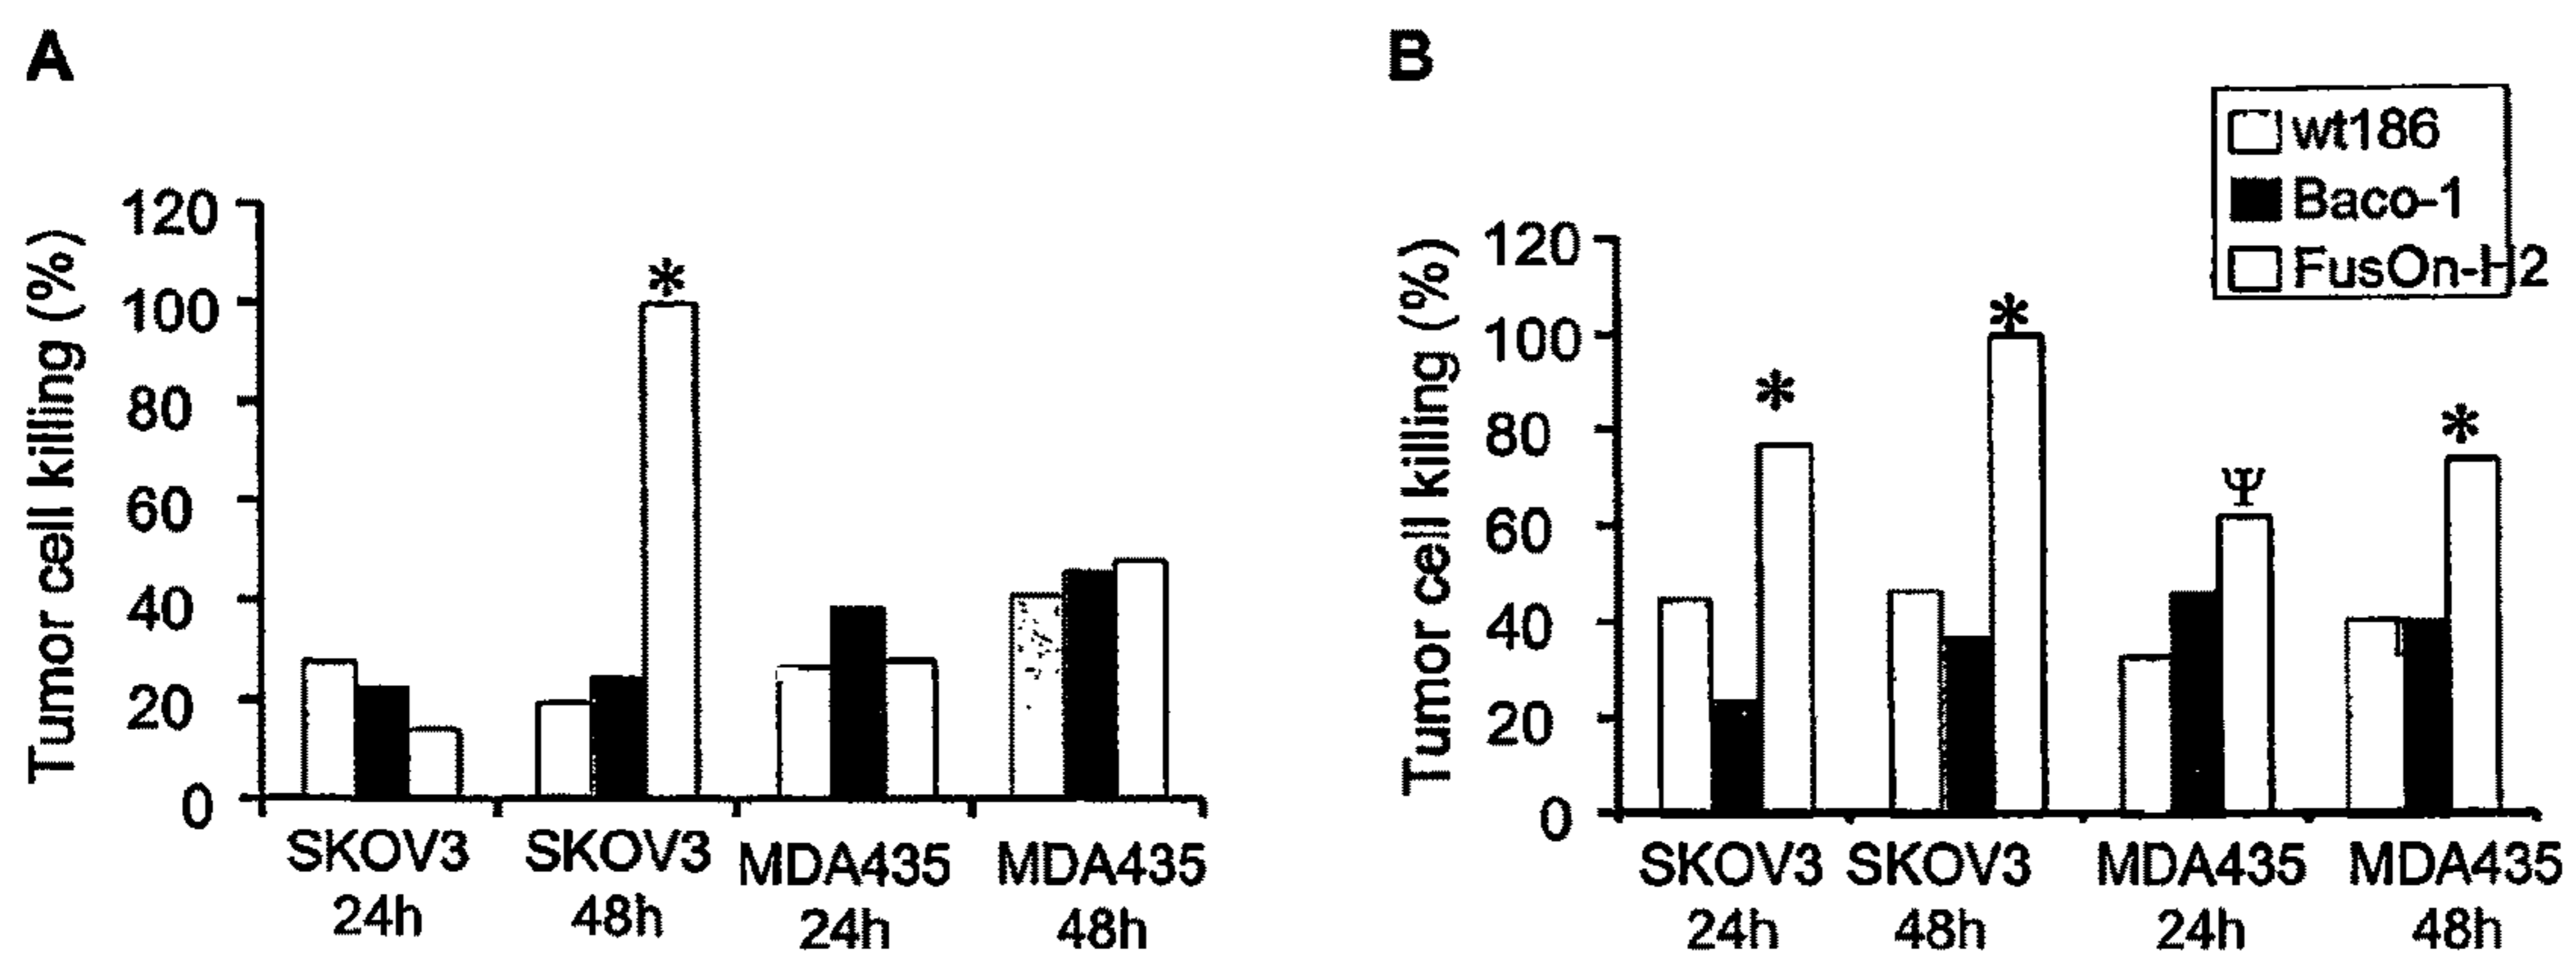 A
Tumor cell killing (%)
120
100
80
60
40
20
0
*
SKOV3
24h
SKOV3
48h
MDA435
24h
MDA435
48h
B
wt186
Baco-1
FusOn-H2
Tumor cell killing (%)
120
100
80
60
40
20
0
*
*
Ψ
*
SKOV3
24h
SKOV3
48h
MDA435
24h
MDA435
48h